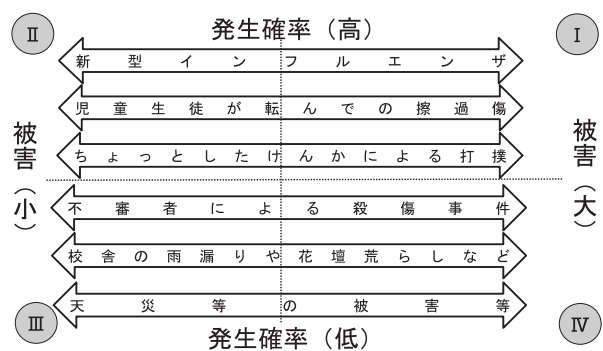 発生確率（高）
Ⅱ
Ⅰ
新型インフルエンザ
児童生徒が転んでの擦過傷
ちょっとしたけんかによる打撲
被害（小）
被害（大）
不審者による殺傷事件
校舎の雨漏りや花壇荒らしなど
天災等の被害等
Ⅲ
Ⅳ
発生確率（低）